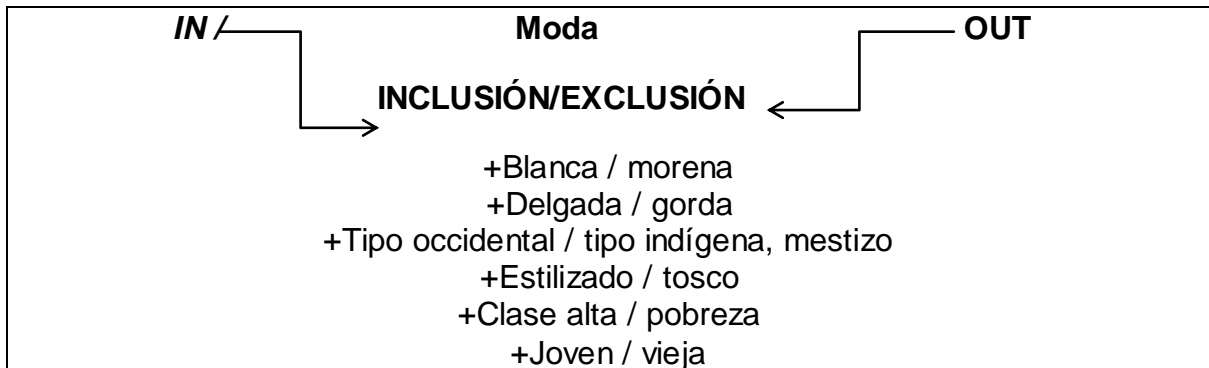 IN / Moda OUT
INCLUSIÓN/EXCLUSIÓN
+Blanca / morena
+Delgada / gorda
+Tipo occidental / tipo indígena, mestizo
+Estilizado / tosco
+Clase alta / pobreza
+Joven / vieja